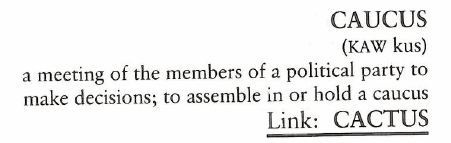 CAUCUS
(KAW kus)
a meeting of the members of a political party to
make decisions; to assemble in or hold a caucus
Link: CACTUS